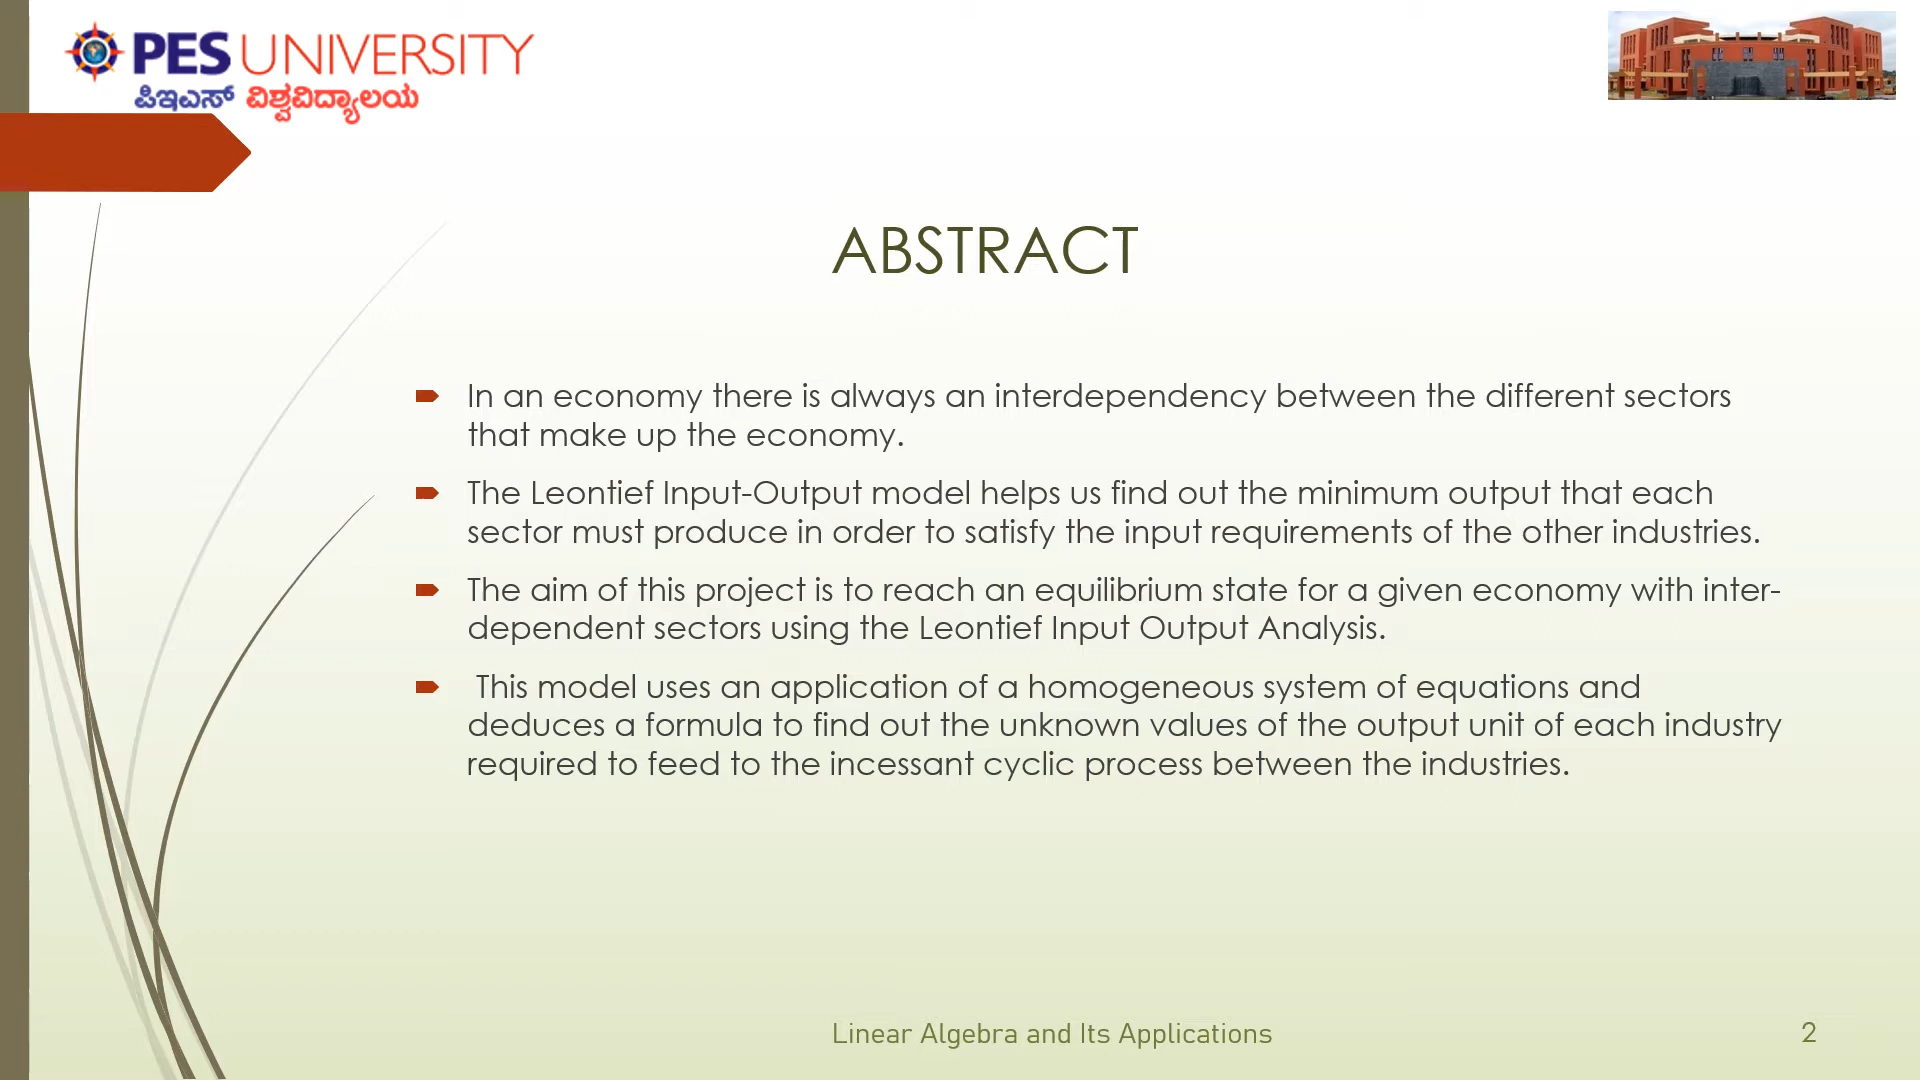 PES UNIVERSITY
ಪಿಇಎಸ್ ವಿಶ್ವವಿದ್ಯಾಲಯ
ABSTRACT
In an economy there is always an interdependency between the different sectors
that make up the economy.
The Leontief Input-Output model helps us find out the minimum output that each
sector must produce in order to satisfy the input requirements of the other industries.
The aim of this project is to reach an equilibrium state for a given economy with inter-
dependent sectors using the Leontief Input Output Analysis.
This model uses an application of a homogeneous system of equations and
deduces a formula to find out the unknown values of the output unit of each industry
required to feed to the incessant cyclic process between the industries.
Linear Algebra and Its Applications
2